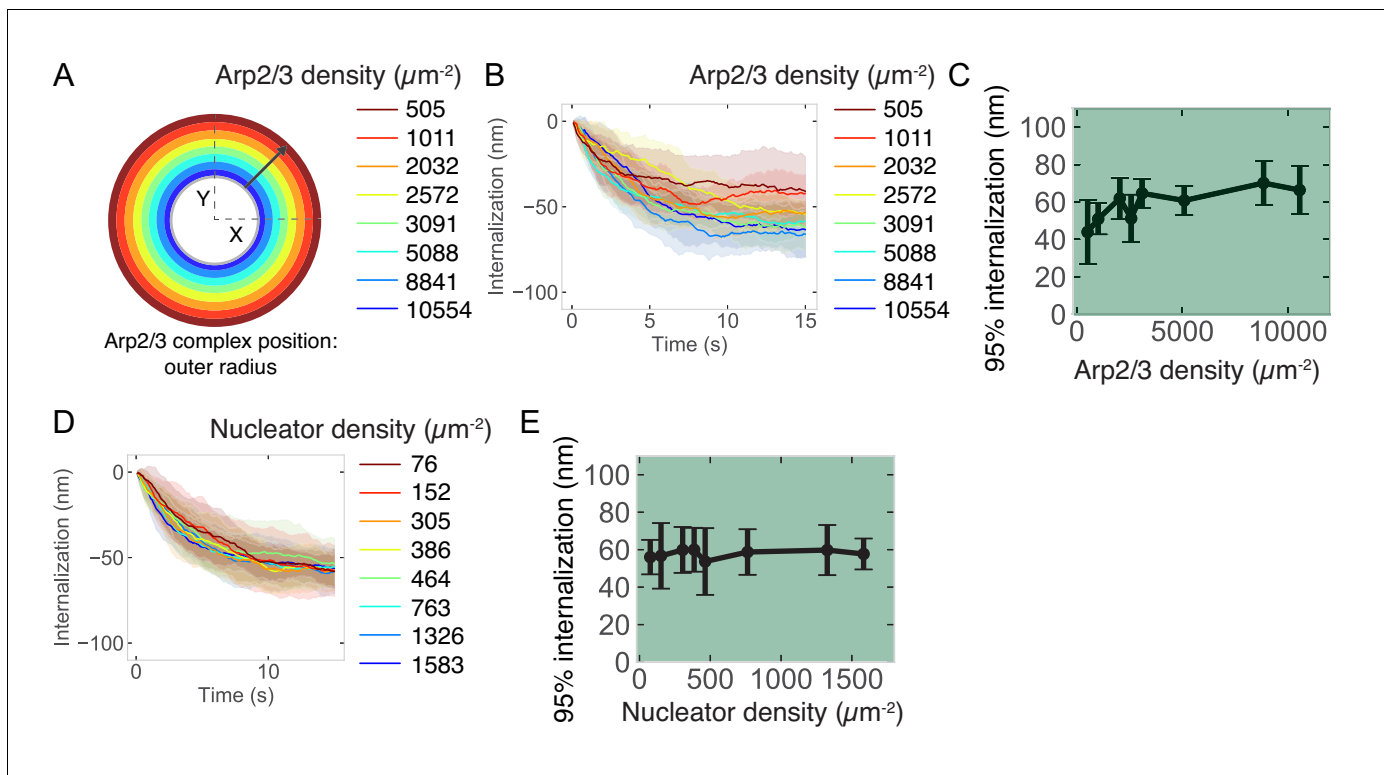 A
Arp2/3 density (µm-2)
505
1011
2032
2572
3091
5088
8841
10554
Y
X
Arp2/3 complex position:
outer radius
B
Arp2/3 density (µm-2)
Internalization (nm)
0
−50
−100
0
5
10
15
Time (s)
505
1011
2032
2572
3091
5088
8841
10554
C
95% internalization (nm)
100
80
60
40
20
0
0
5000
10000
Arp2/3 density (µm-2)
D
Nucleator density (µm-2)
Internalization (nm)
0
−50
−100
0
10
Time (s)
76
152
305
386
464
763
1326
1583
E
95% internalization (nm)
100
80
60
40
20
0
0
500
1000
1500
Nucleator density (µm-2)